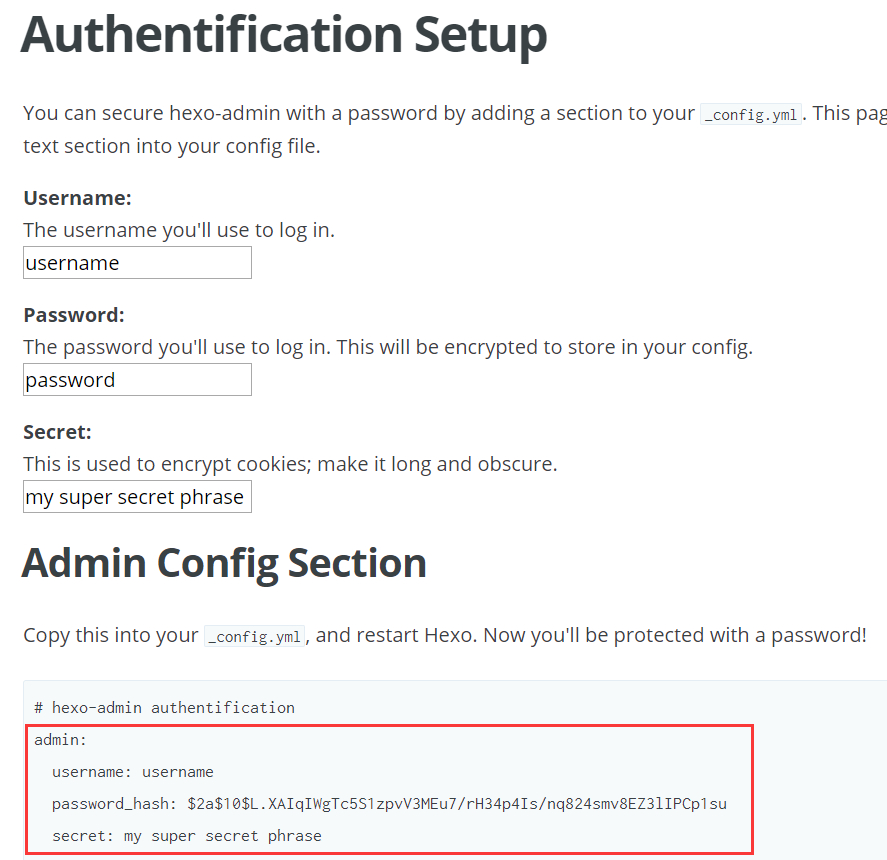 Authentification Setup
You can secure hexo-admin with a password by adding a section to your _config.yml. This pag
text section into your config file.
Username:
The username you'll use to log in.
username
Password:
The password you'll use to log in. This will be encrypted to store in your config.
password
Secret:
This is used to encrypt cookies; make it long and obscure.
my super secret phrase
Admin Config Section
Copy this into your _config.yml, and restart Hexo. Now you'll be protected with a password!
# hexo-admin authentification
admin:
username: username
password_hash: $2a$10$L.XAIqIWgTc5S1zpvV3MEu7/rH34p4Is/nq824smv8EZ3lIPCp1su
secret: my super secret phrase